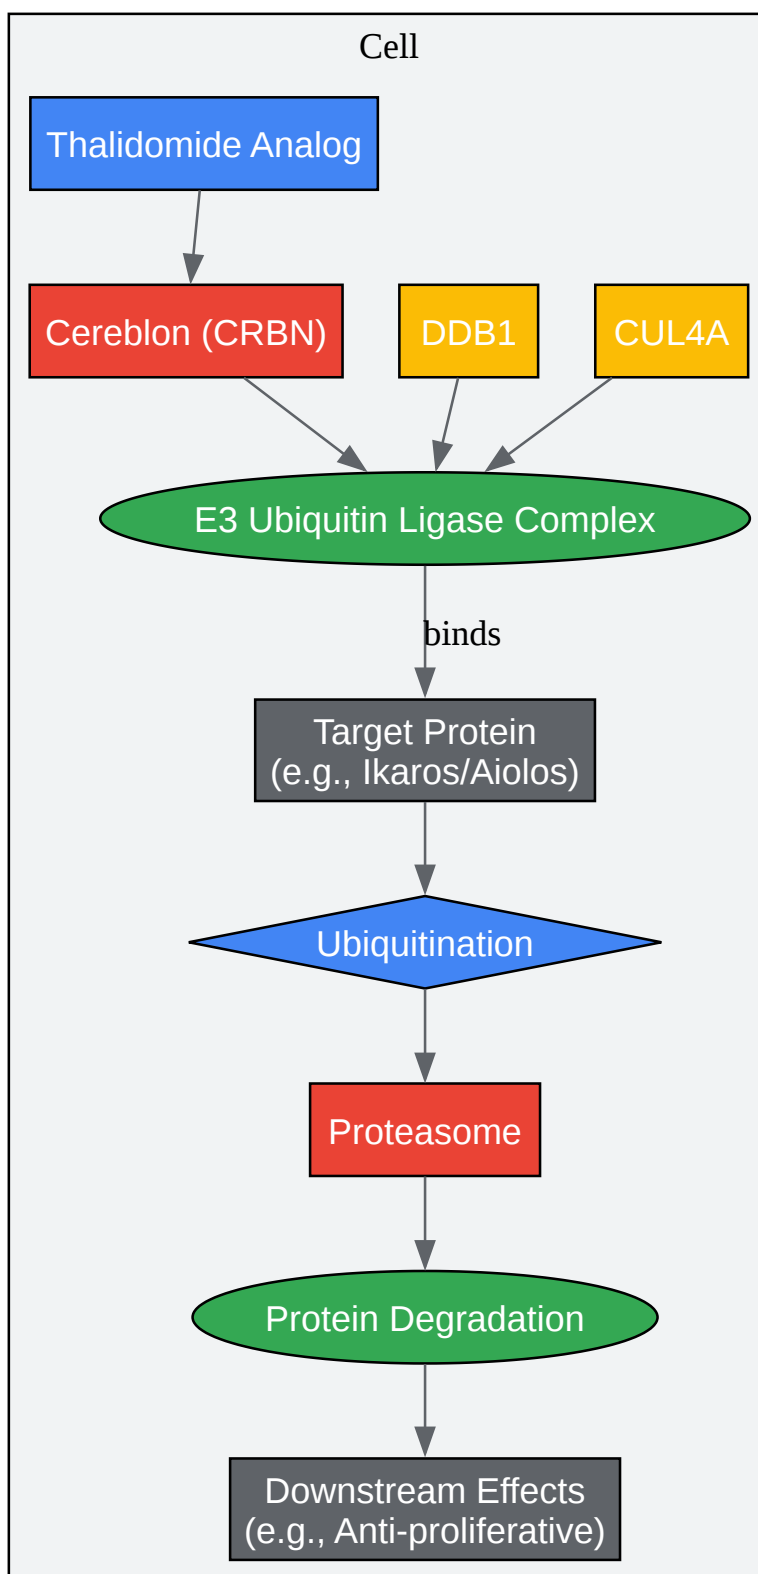 Cell
Thalidomide Analog
Cereblon (CRBN)
DDB1
CUL4A
E3 Ubiquitin Ligase Complex
binds
Target Protein
(e.g., Ikaros/Aiolos)
Ubiquitination
Proteasome
Protein Degradation
Downstream Effects
(e.g., Anti-proliferative)